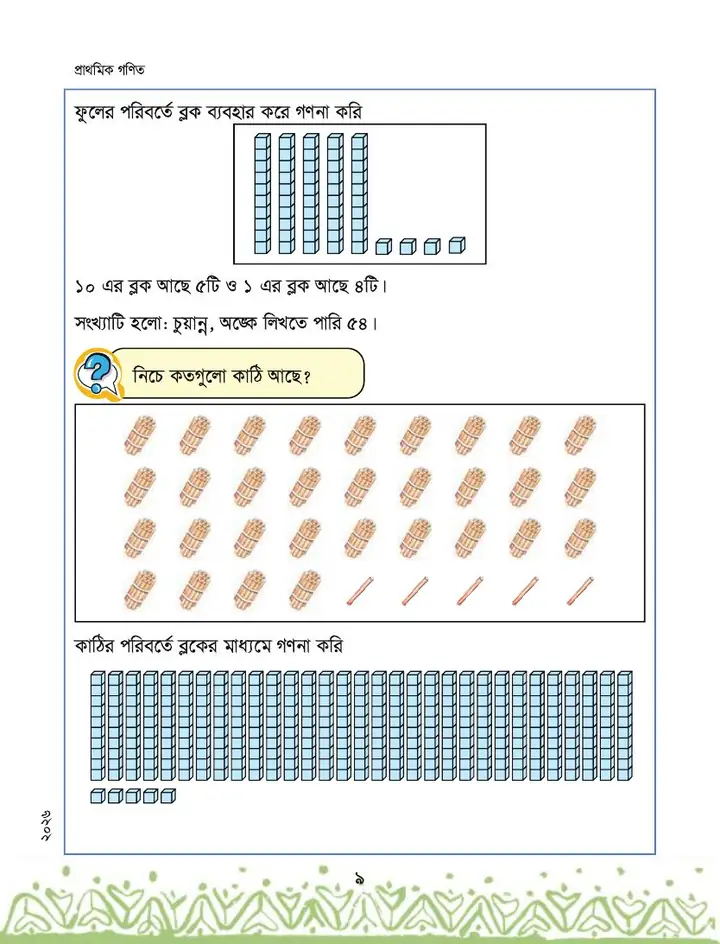 প্রাথমিক গণিত
ফুলের পরিবর্তে ব্লক ব্যবহার করে গণনা করি
১০ এর ব্লক আছে ৫টি ও ১ এর ব্লক আছে ৪টি।
সংখ্যাটি হলো: চুয়ান্ন, অঙ্কে লিখতে পারি ৫৪।
নিচে কতগুলো কাঠি আছে?
কাঠির পরিবর্তে ব্লকের মাধ্যমে গণনা করি
২০২৬
৯